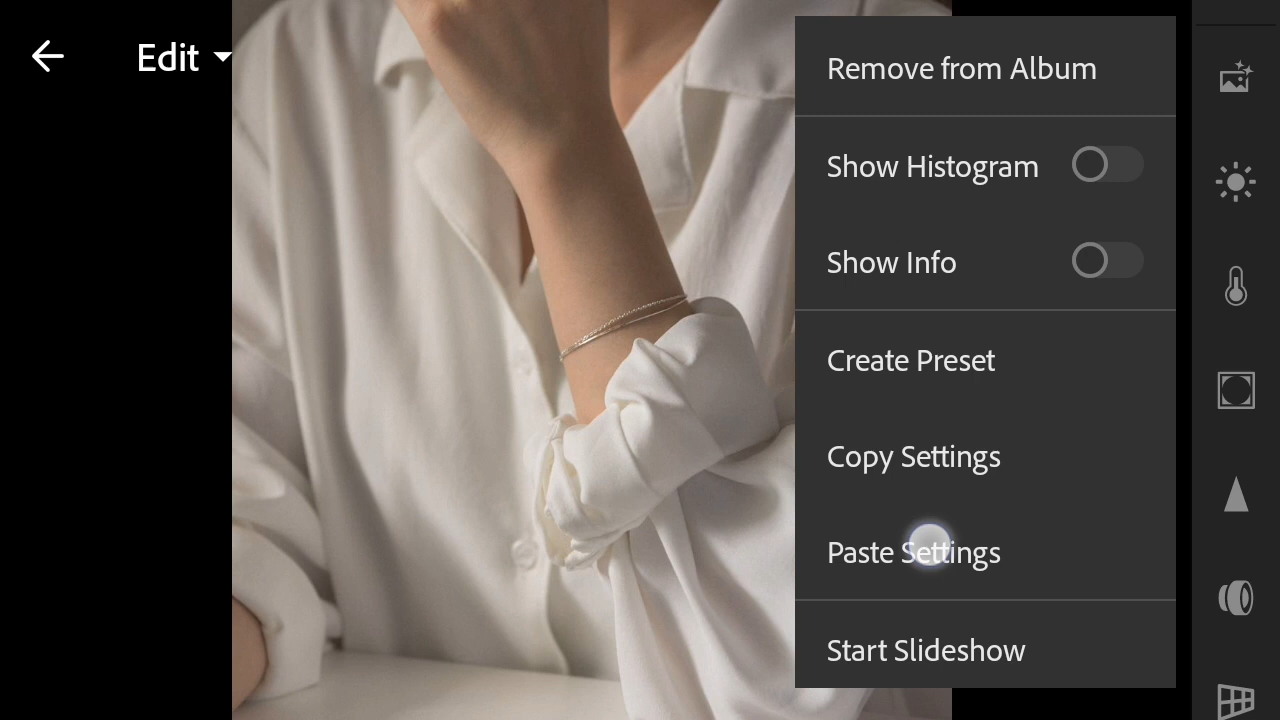 Edit
Remove from Album
Show Histogram
Show Info
Create Preset
Copy Settings
Paste Settings
Start Slideshow